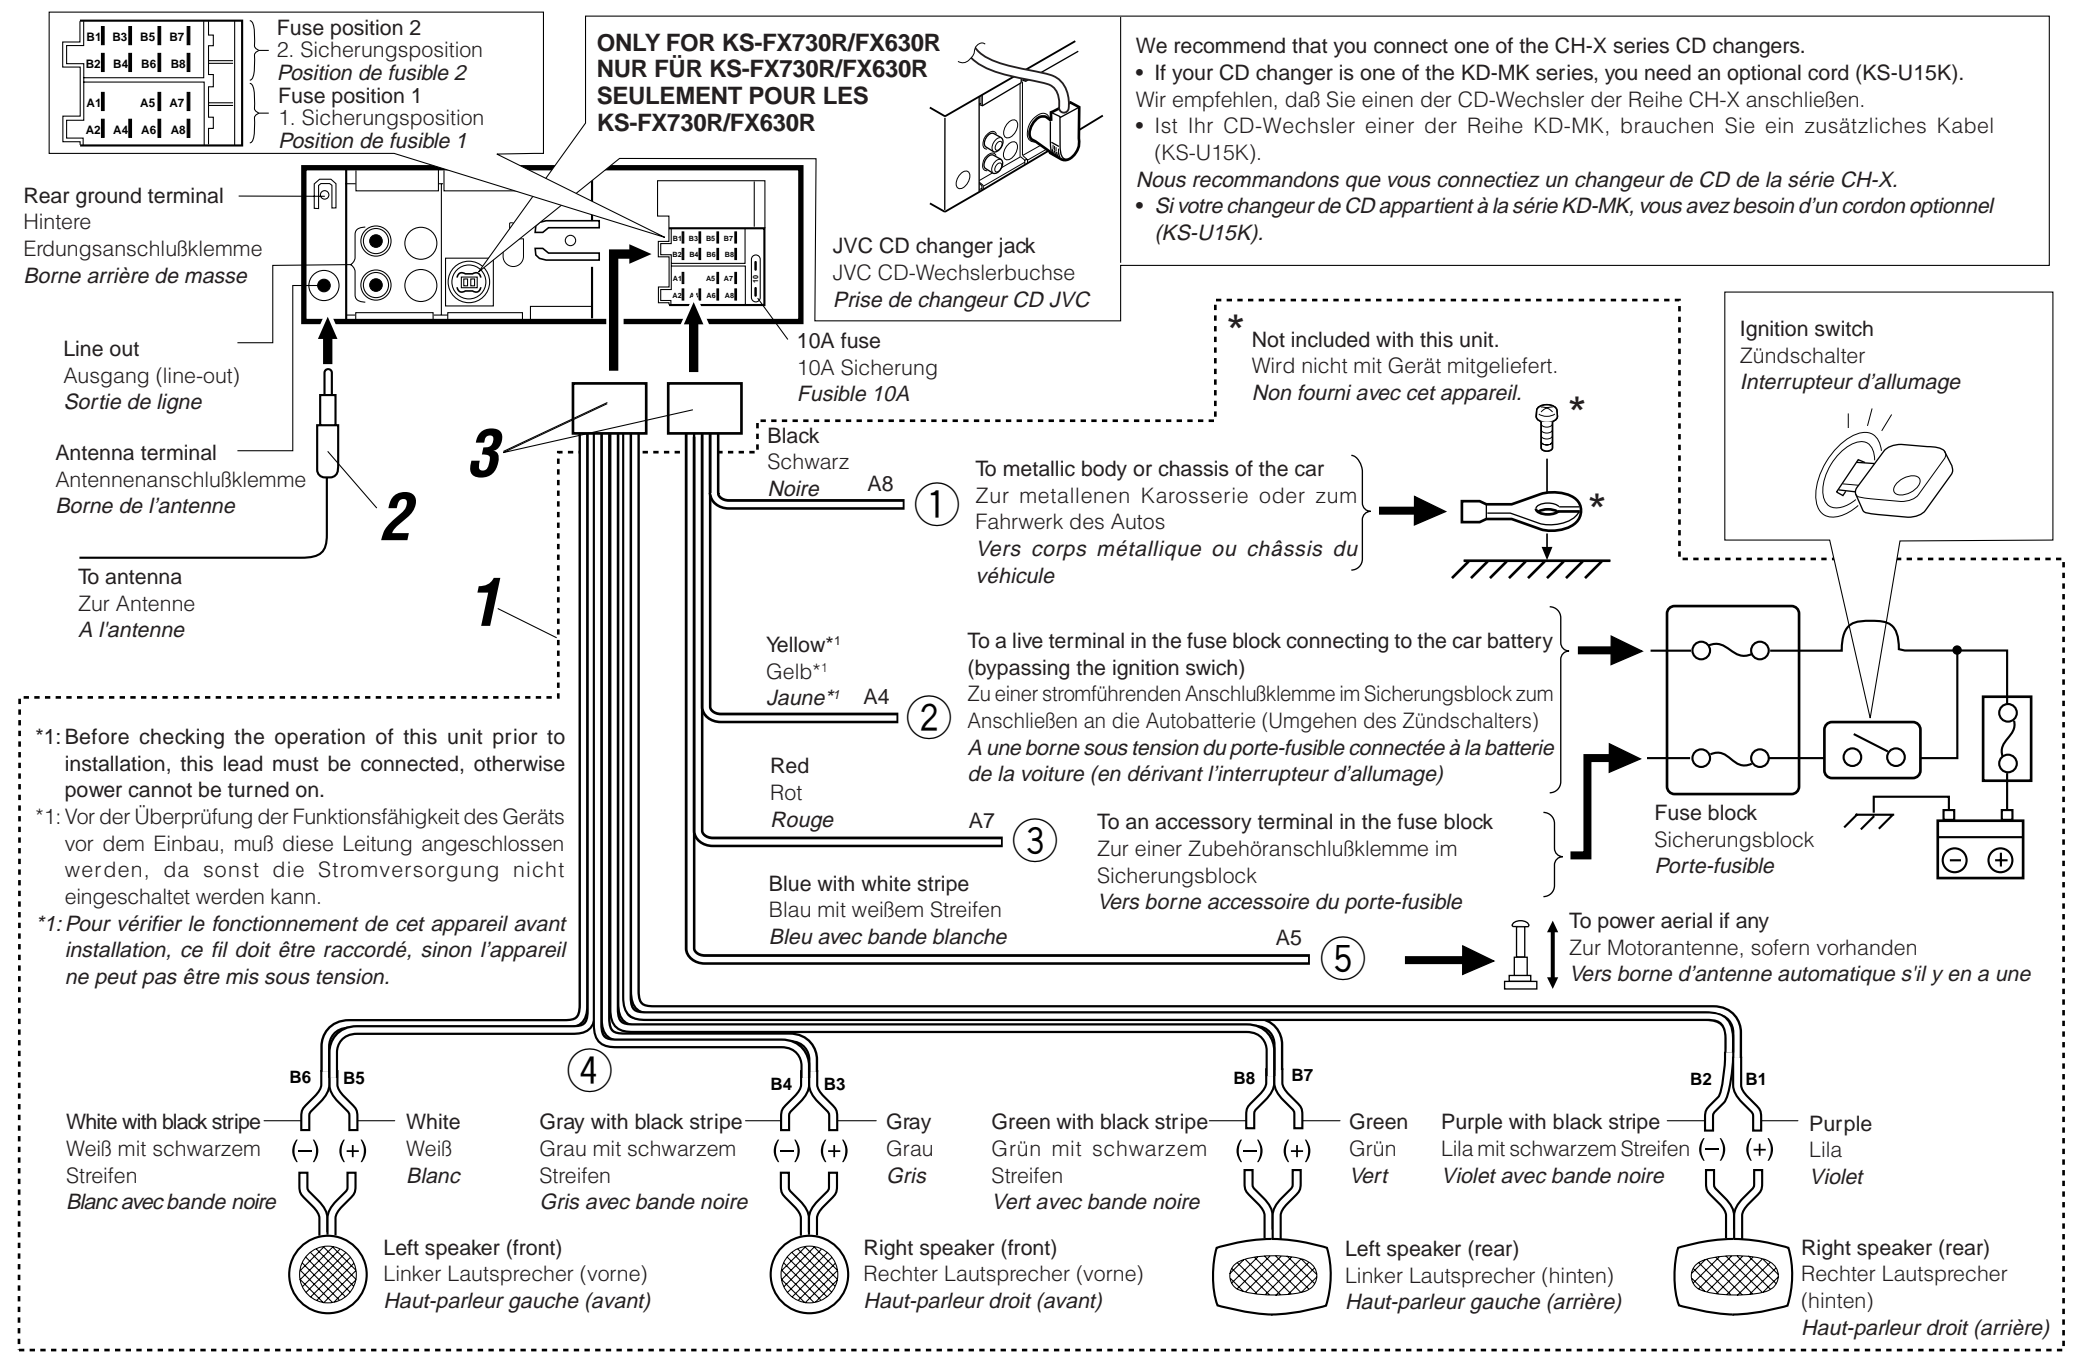 B1 B3 B5 B7
B2 B4 B6 B8
A1 A5 A7
A2 A4 A6 A8
Fuse position 2
2. Sicherungsposition
Position de fusible 2
Fuse position 1
1. Sicherungsposition
Position de fusible 1
ONLY FOR KS-FX730R/FX630R
NUR FÜR KS-FX730R/FX630R
SEULEMENT POUR LES
KS-FX730R/FX630R
We recommend that you connect one of the CH-X series CD changers.
• If your CD changer is one of the KD-MK series, you need an optional cord (KS-U15K).
Wir empfehlen, daß Sie einen der CD-Wechsler der Reihe CH-X anschließen.
• Ist Ihr CD-Wechsler einer der Reihe KD-MK, brauchen Sie ein zusätzliches Kabel
(KS-U15K).
Nous recommandons que vous connectiez un changeur de CD de la série CH-X.
• Si votre changeur de CD appartient à la série KD-MK, vous avez besoin d'un cordon optionnel
(KS-U15K).
Rear ground terminal
Hintere
Erdungsanschlußklemme
Borne arrière de masse
B1 B3 B5 B7
B2 B4 B6 B8
A1 A5 A7
A2 A6 A8
10
JVC CD changer jack
JVC CD-Wechslerbuchse
Prise de changeur CD JVC
Line out
Ausgang (line-out)
Sortie de ligne
10A fuse
10A Sicherung
Fusible 10A
*
Not included with this unit.
Wird nicht mit Gerät mitgeliefert.
Non fourni avec cet appareil.
Ignition switch
Zündschalter
Interrupteur d'allumage
Antenna terminal
Antennenanschlußklemme
Borne de l'antenne
2
3
1
To antenna
Zur Antenne
A l'antenne
Black
Schwarz
Noire A8
①
To metallic body or chassis of the car
Zur metallenen Karosserie oder zum
Fahrwerk des Autos
Vers corps métallique ou châssis du
véhicule
*
*
Yellow*1
Gelb*1
Jaune*1 A4
②
To a live terminal in the fuse block connecting to the car battery
(bypassing the ignition swich)
Zu einer stromführenden Anschlußklemme im Sicherungsblock zum
Anschließen an die Autobatterie (Umgehen des Zündschalters)
A une borne sous tension du porte-fusible connectée à la batterie
de la voiture (en dérivant l'interrupteur d'allumage)
*1: Before checking the operation of this unit prior to
installation, this lead must be connected, otherwise
power cannot be turned on.
*1: Vor der Überprüfung der Funktionsfähigkeit des Geräts
vor dem Einbau, muß diese Leitung angeschlossen
werden, da sonst die Stromversorgung nicht
eingeschaltet werden kann.
*1: Pour vérifier le fonctionnement de cet appareil avant
installation, ce fil doit être raccordé, sinon l'appareil
ne peut pas être mis sous tension.
Red
Rot
Rouge A7
③
To an accessory terminal in the fuse block
Zur einer Zubehöranschlußklemme im
Sicherungsblock
Vers borne accessoire du porte-fusible
Fuse block
Sicherungsblock
Porte-fusible
− +
Blue with white stripe
Blau mit weißem Streifen
Bleu avec bande blanche
A5
⑤
To power aerial if any
Zur Motorantenne, sofern vorhanden
Vers borne d'antenne automatique s'il y en a une
④
B6 B5
White with black stripe
Weiß mit schwarzem
Streifen
Blanc avec bande noire
(−) (+)
White
Weiß
Blanc
B4 B3
Gray with black stripe
Grau mit schwarzem
Streifen
Gris avec bande noire
(−) (+)
Gray
Grau
Gris
B8 B7
Green with black stripe
Grün mit schwarzem
Streifen
Vert avec bande noire
(−) (+)
Green
Grün
Vert
B2 B1
Purple with black stripe
Lila mit schwarzem Streifen
Violet avec bande noire
(−) (+)
Purple
Lila
Violet
Left speaker (front)
Linker Lautsprecher (vorne)
Haut-parleur gauche (avant)
Right speaker (front)
Rechter Lautsprecher (vorne)
Haut-parleur droit (avant)
Left speaker (rear)
Linker Lautsprecher (hinten)
Haut-parleur gauche (arrière)
Right speaker (rear)
Rechter Lautsprecher
(hinten)
Haut-parleur droit (arrière)